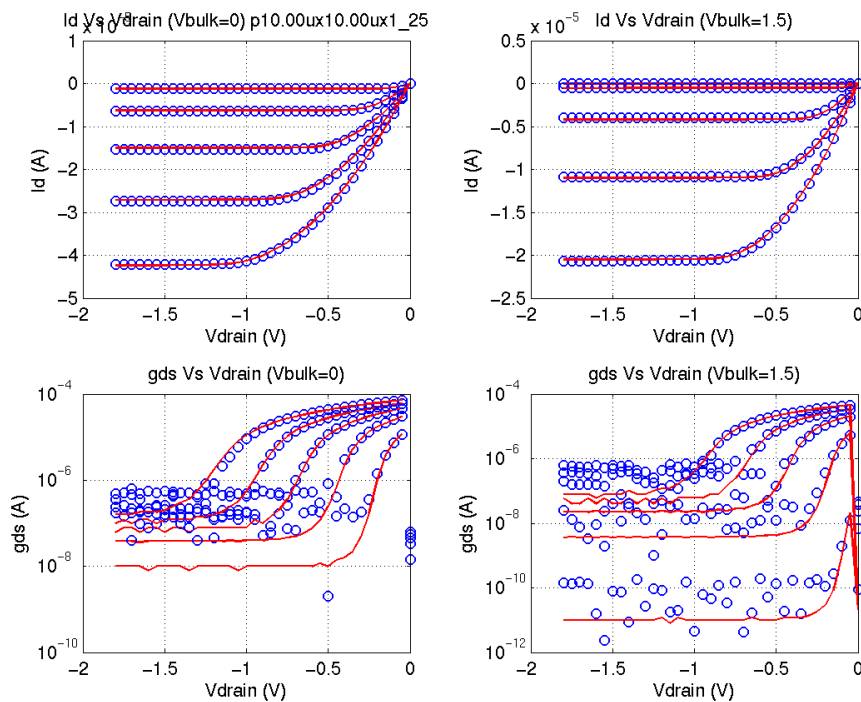 Id Vs Vdrain (Vbulk=0) p10.00ux10.00ux1_25
0
−1
−2
−3
−4
−5
Id (A)
−2 −1.5 −1 −0.5 0
Vdrain (V)
Id Vs Vdrain (Vbulk=1.5)
x 10^-5
0.5
0
−0.5
−1
−1.5
−2
−2.5
Id (A)
−2 −1.5 −1 −0.5 0
Vdrain (V)
gds Vs Vdrain (Vbulk=0)
10^-4
10^-6
10^-8
10^-10
gds (A)
−2 −1.5 −1 −0.5 0
Vdrain (V)
gds Vs Vdrain (Vbulk=1.5)
10^-4
10^-6
10^-8
10^-10
10^-12
gds (A)
−2 −1.5 −1 −0.5 0
Vdrain (V)